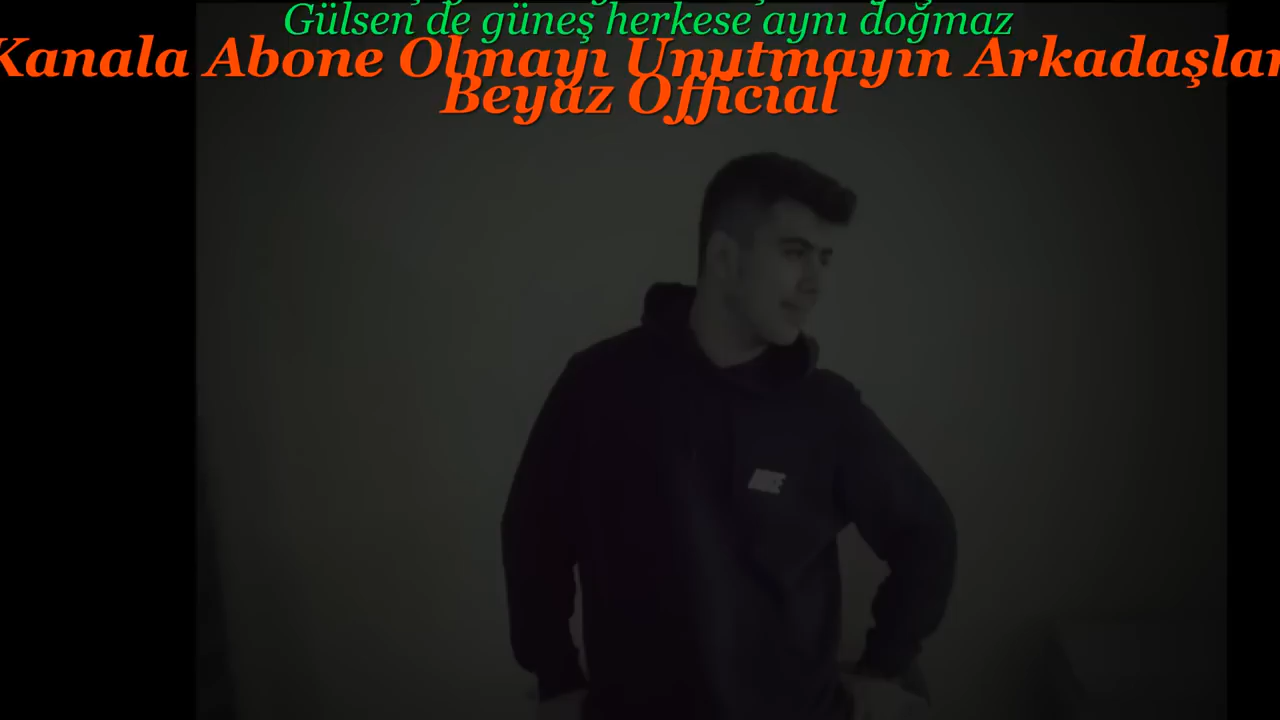 Gülsen de güneş herkese aynı doğmaz
Kanala Abone Olmayı Unutmayın Arkadaşlar
Beyaz Official